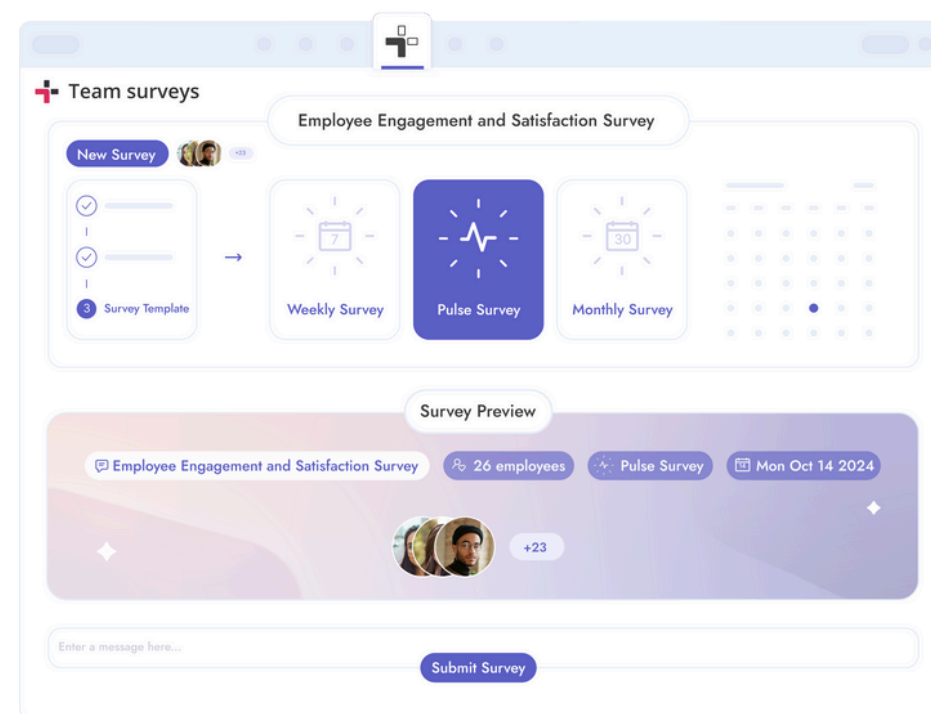 Team surveys
Employee Engagement and Satisfaction Survey
New Survey
+23
3 Survey Template
7
Weekly Survey
Pulse Survey
30
Monthly Survey
Survey Preview
Employee Engagement and Satisfaction Survey
26 employees
Pulse Survey
Mon Oct 14 2024
+23
Enter a message here...
Submit Survey